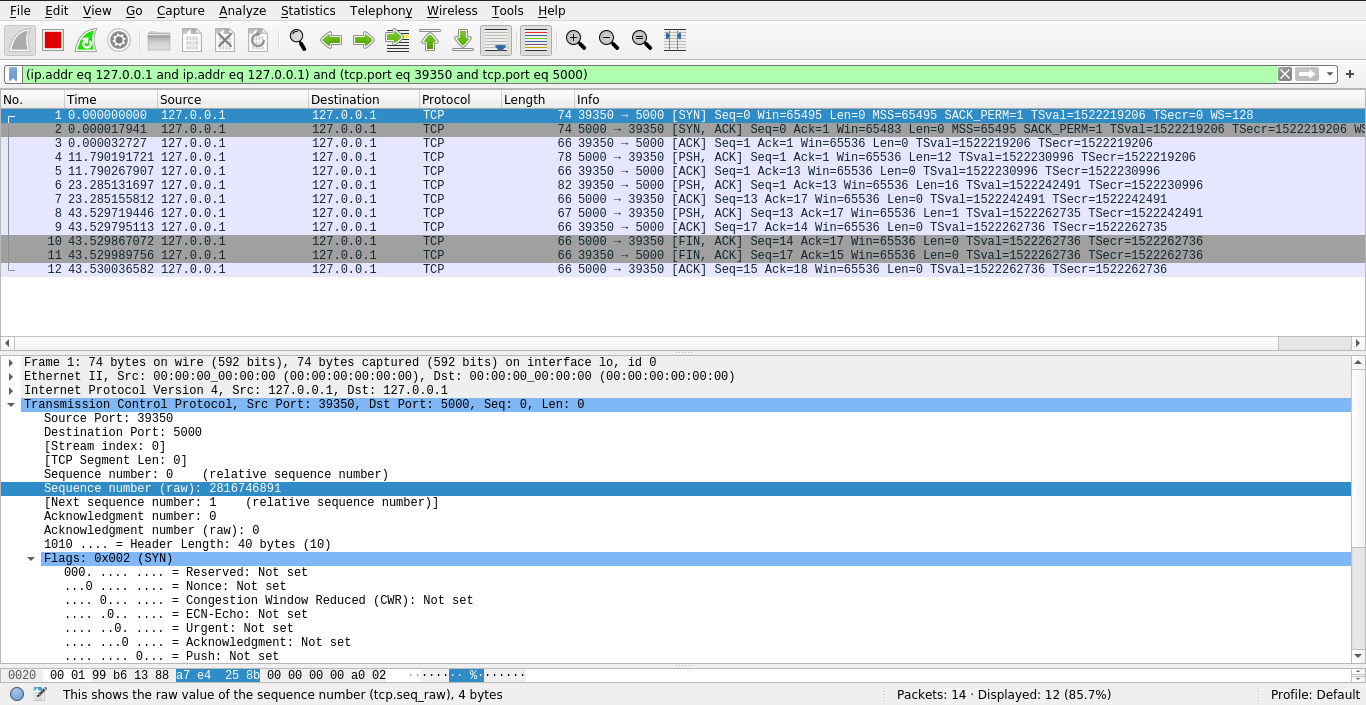 File Edit View Go Capture Analyze Statistics Telephony Wireless Tools Help
(ip.addr eq 127.0.0.1 and ip.addr eq 127.0.0.1) and (tcp.port eq 39350 and tcp.port eq 5000)
No. Time Source Destination Protocol Length Info
1 0.000000000 127.0.0.1 127.0.0.1 TCP 74 39350 → 5000 [SYN] Seq=0 Win=65495 Len=0 MSS=65495 SACK_PERM=1 TSval=1522219206 TSecr=0 WS=128
2 0.000017941 127.0.0.1 127.0.0.1 TCP 74 5000 → 39350 [SYN, ACK] Seq=0 Ack=1 Win=65483 Len=0 MSS=65495 SACK_PERM=1 TSval=1522219206 TSecr=1522219206 WS
3 0.000032727 127.0.0.1 127.0.0.1 TCP 66 39350 → 5000 [ACK] Seq=1 Ack=1 Win=65536 Len=0 TSval=1522219206 TSecr=1522219206
4 11.790191721 127.0.0.1 127.0.0.1 TCP 78 5000 → 39350 [PSH, ACK] Seq=1 Ack=1 Win=65536 Len=12 TSval=1522230996 TSecr=1522219206
5 11.790267907 127.0.0.1 127.0.0.1 TCP 66 39350 → 5000 [ACK] Seq=1 Ack=13 Win=65536 Len=0 TSval=1522230996 TSecr=1522230996
6 23.285131697 127.0.0.1 127.0.0.1 TCP 82 39350 → 5000 [PSH, ACK] Seq=1 Ack=13 Win=65536 Len=16 TSval=1522242491 TSecr=1522230996
7 23.285155812 127.0.0.1 127.0.0.1 TCP 66 5000 → 39350 [ACK] Seq=13 Ack=17 Win=65536 Len=0 TSval=1522242491 TSecr=1522242491
8 43.529719446 127.0.0.1 127.0.0.1 TCP 67 5000 → 39350 [PSH, ACK] Seq=13 Ack=17 Win=65536 Len=1 TSval=1522262735 TSecr=1522242491
9 43.529795113 127.0.0.1 127.0.0.1 TCP 66 39350 → 5000 [ACK] Seq=17 Ack=14 Win=65536 Len=0 TSval=1522262736 TSecr=1522262735
10 43.529867072 127.0.0.1 127.0.0.1 TCP 66 5000 → 39350 [FIN, ACK] Seq=14 Ack=17 Win=65536 Len=0 TSval=1522262736 TSecr=1522262736
11 43.529989756 127.0.0.1 127.0.0.1 TCP 66 39350 → 5000 [FIN, ACK] Seq=17 Ack=15 Win=65536 Len=0 TSval=1522262736 TSecr=1522262736
12 43.530036582 127.0.0.1 127.0.0.1 TCP 66 5000 → 39350 [ACK] Seq=15 Ack=18 Win=65536 Len=0 TSval=1522262736 TSecr=1522262736
Frame 1: 74 bytes on wire (592 bits), 74 bytes captured (592 bits) on interface lo, id 0
Ethernet II, Src: 00:00:00_00:00:00 (00:00:00:00:00:00), Dst: 00:00:00_00:00:00 (00:00:00:00:00:00)
Internet Protocol Version 4, Src: 127.0.0.1, Dst: 127.0.0.1
Transmission Control Protocol, Src Port: 39350, Dst Port: 5000, Seq: 0, Len: 0
Source Port: 39350
Destination Port: 5000
[Stream index: 0]
[TCP Segment Len: 0]
Sequence number: 0    (relative sequence number)
Sequence number (raw): 2816746891
[Next sequence number: 1    (relative sequence number)]
Acknowledgment number: 0
Acknowledgment number (raw): 0
1010 .... = Header Length: 40 bytes (10)
Flags: 0x002 (SYN)
000. .... .... = Reserved: Not set
...0 .... .... = Nonce: Not set
.... 0... .... = Congestion Window Reduced (CWR): Not set
.... .0.. .... = ECN-Echo: Not set
.... ..0. .... = Urgent: Not set
.... ...0 .... = Acknowledgment: Not set
.... .... 0... = Push: Not set
0020 00 01 99 b6 13 88 a7 e4 25 8b 00 00 00 00 a0 02 ········ %·······
This shows the raw value of the sequence number (tcp.seq_raw), 4 bytes Packets: 14 · Displayed: 12 (85.7%) Profile: Default